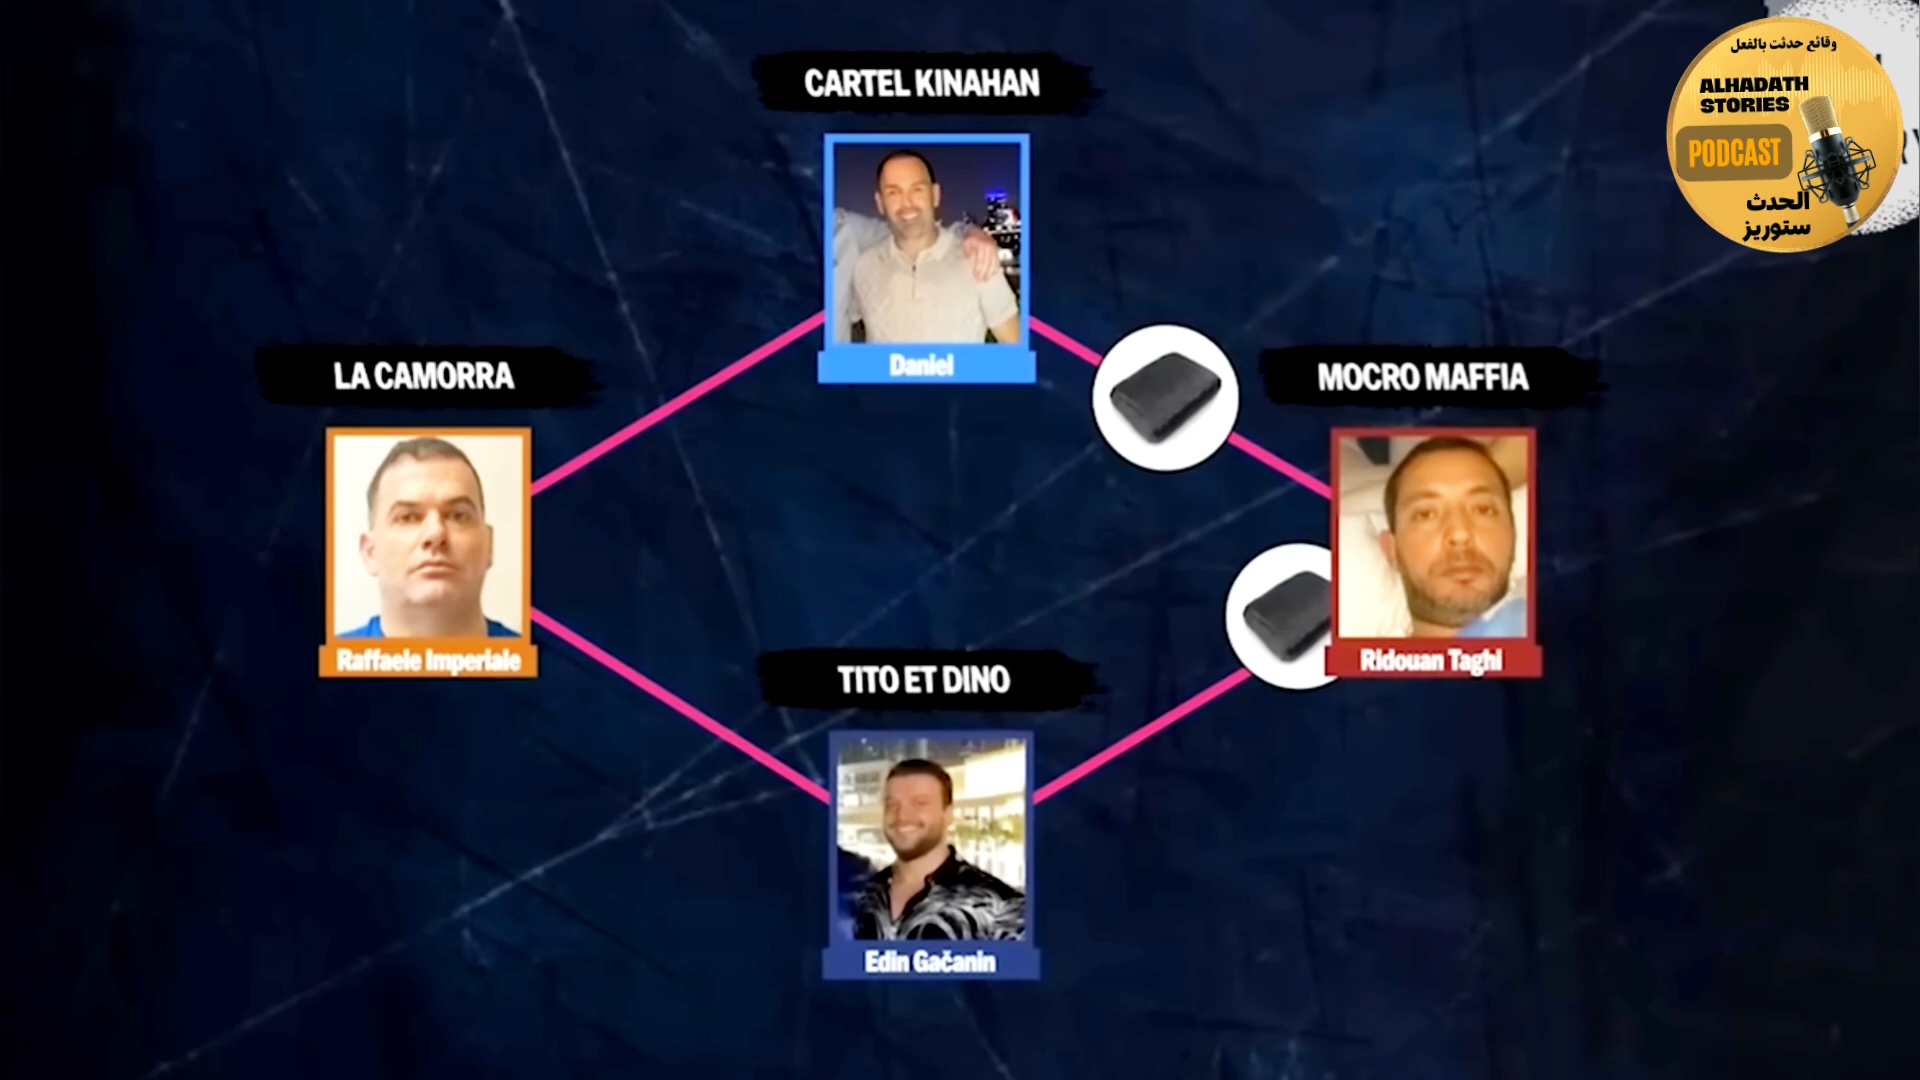 CARTEL KINAHAN
Daniel
LA CAMORRA
Raffaele Imperiale
MOCRO MAFFIA
Ridouan Taghi
TITO ET DINO
Edin Gačanin
وقائع حدثت بالفعل
ALHADATH
STORIES
PODCAST
الحدث
ستوريز